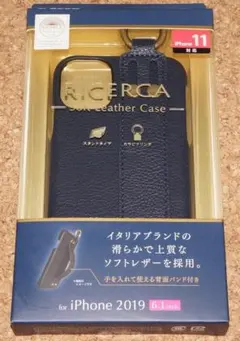 iPhone 11
対応
RICERCA
Soft Leather Case
スタンドタイプ
カラビナリング
イタリアブランドの
滑らかで上質な
ソフトレザーを採用。
手を入れて使える背面バンド付き
for iPhone 2019 6.1inch